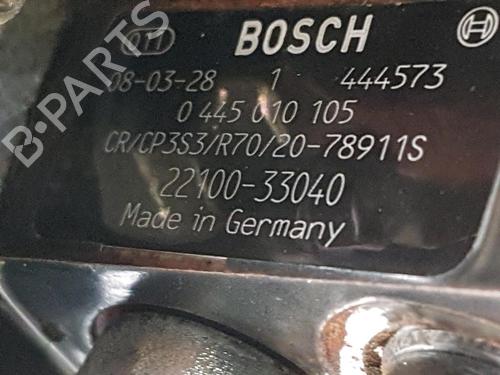 011 BOSCH
08-03-28 1 444573
0 445 010 105
CR/CP3S3/R70/20-78911S
22100-33040
Made in Germany
B-PARTS